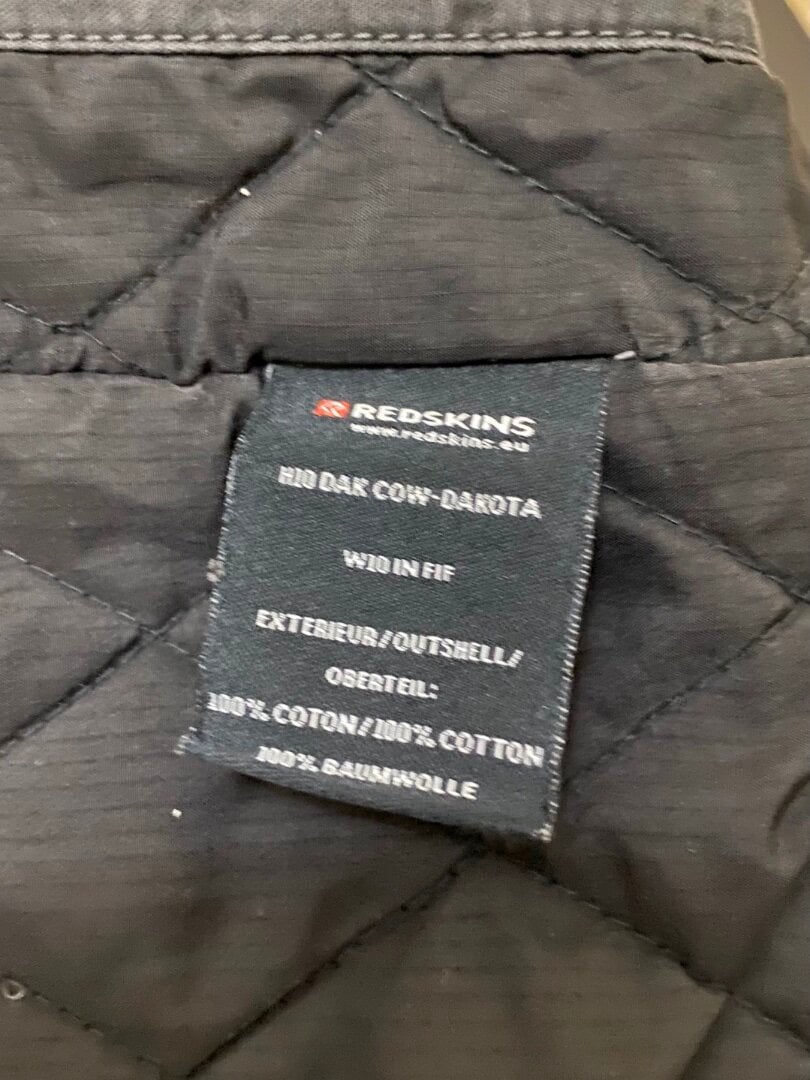 REDSKINS
www.redskins.eu
H10 DAK COW-DAKOTA
W10 IN FIF
EXTERIEUR/OUTSHELL/
OBERTEIL:
100% COTON/100% COTTON
100% BAUMWOLLE